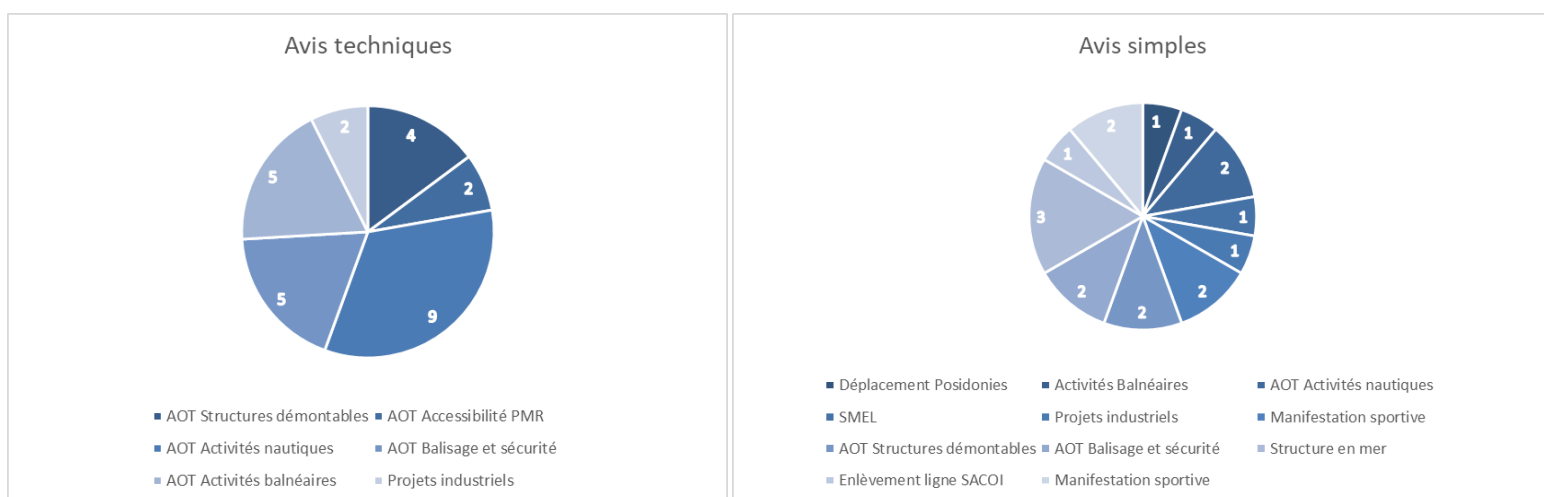 Avis techniques
4
2
9
5
5
2
AOT Structures démontables
AOT Accessibilité PMR
AOT Activités nautiques
AOT Balisage et sécurité
AOT Activités balnéaires
Projets industriels
Avis simples
1
1
2
1
1
2
2
2
3
1
2
Déplacement Posidonies
Activités Balnéaires
AOT Activités nautiques
SMEL
Projets industriels
Manifestation sportive
AOT Structures démontables
AOT Balisage et sécurité
Structure en mer
Enlèvement ligne SACOI
Manifestation sportive